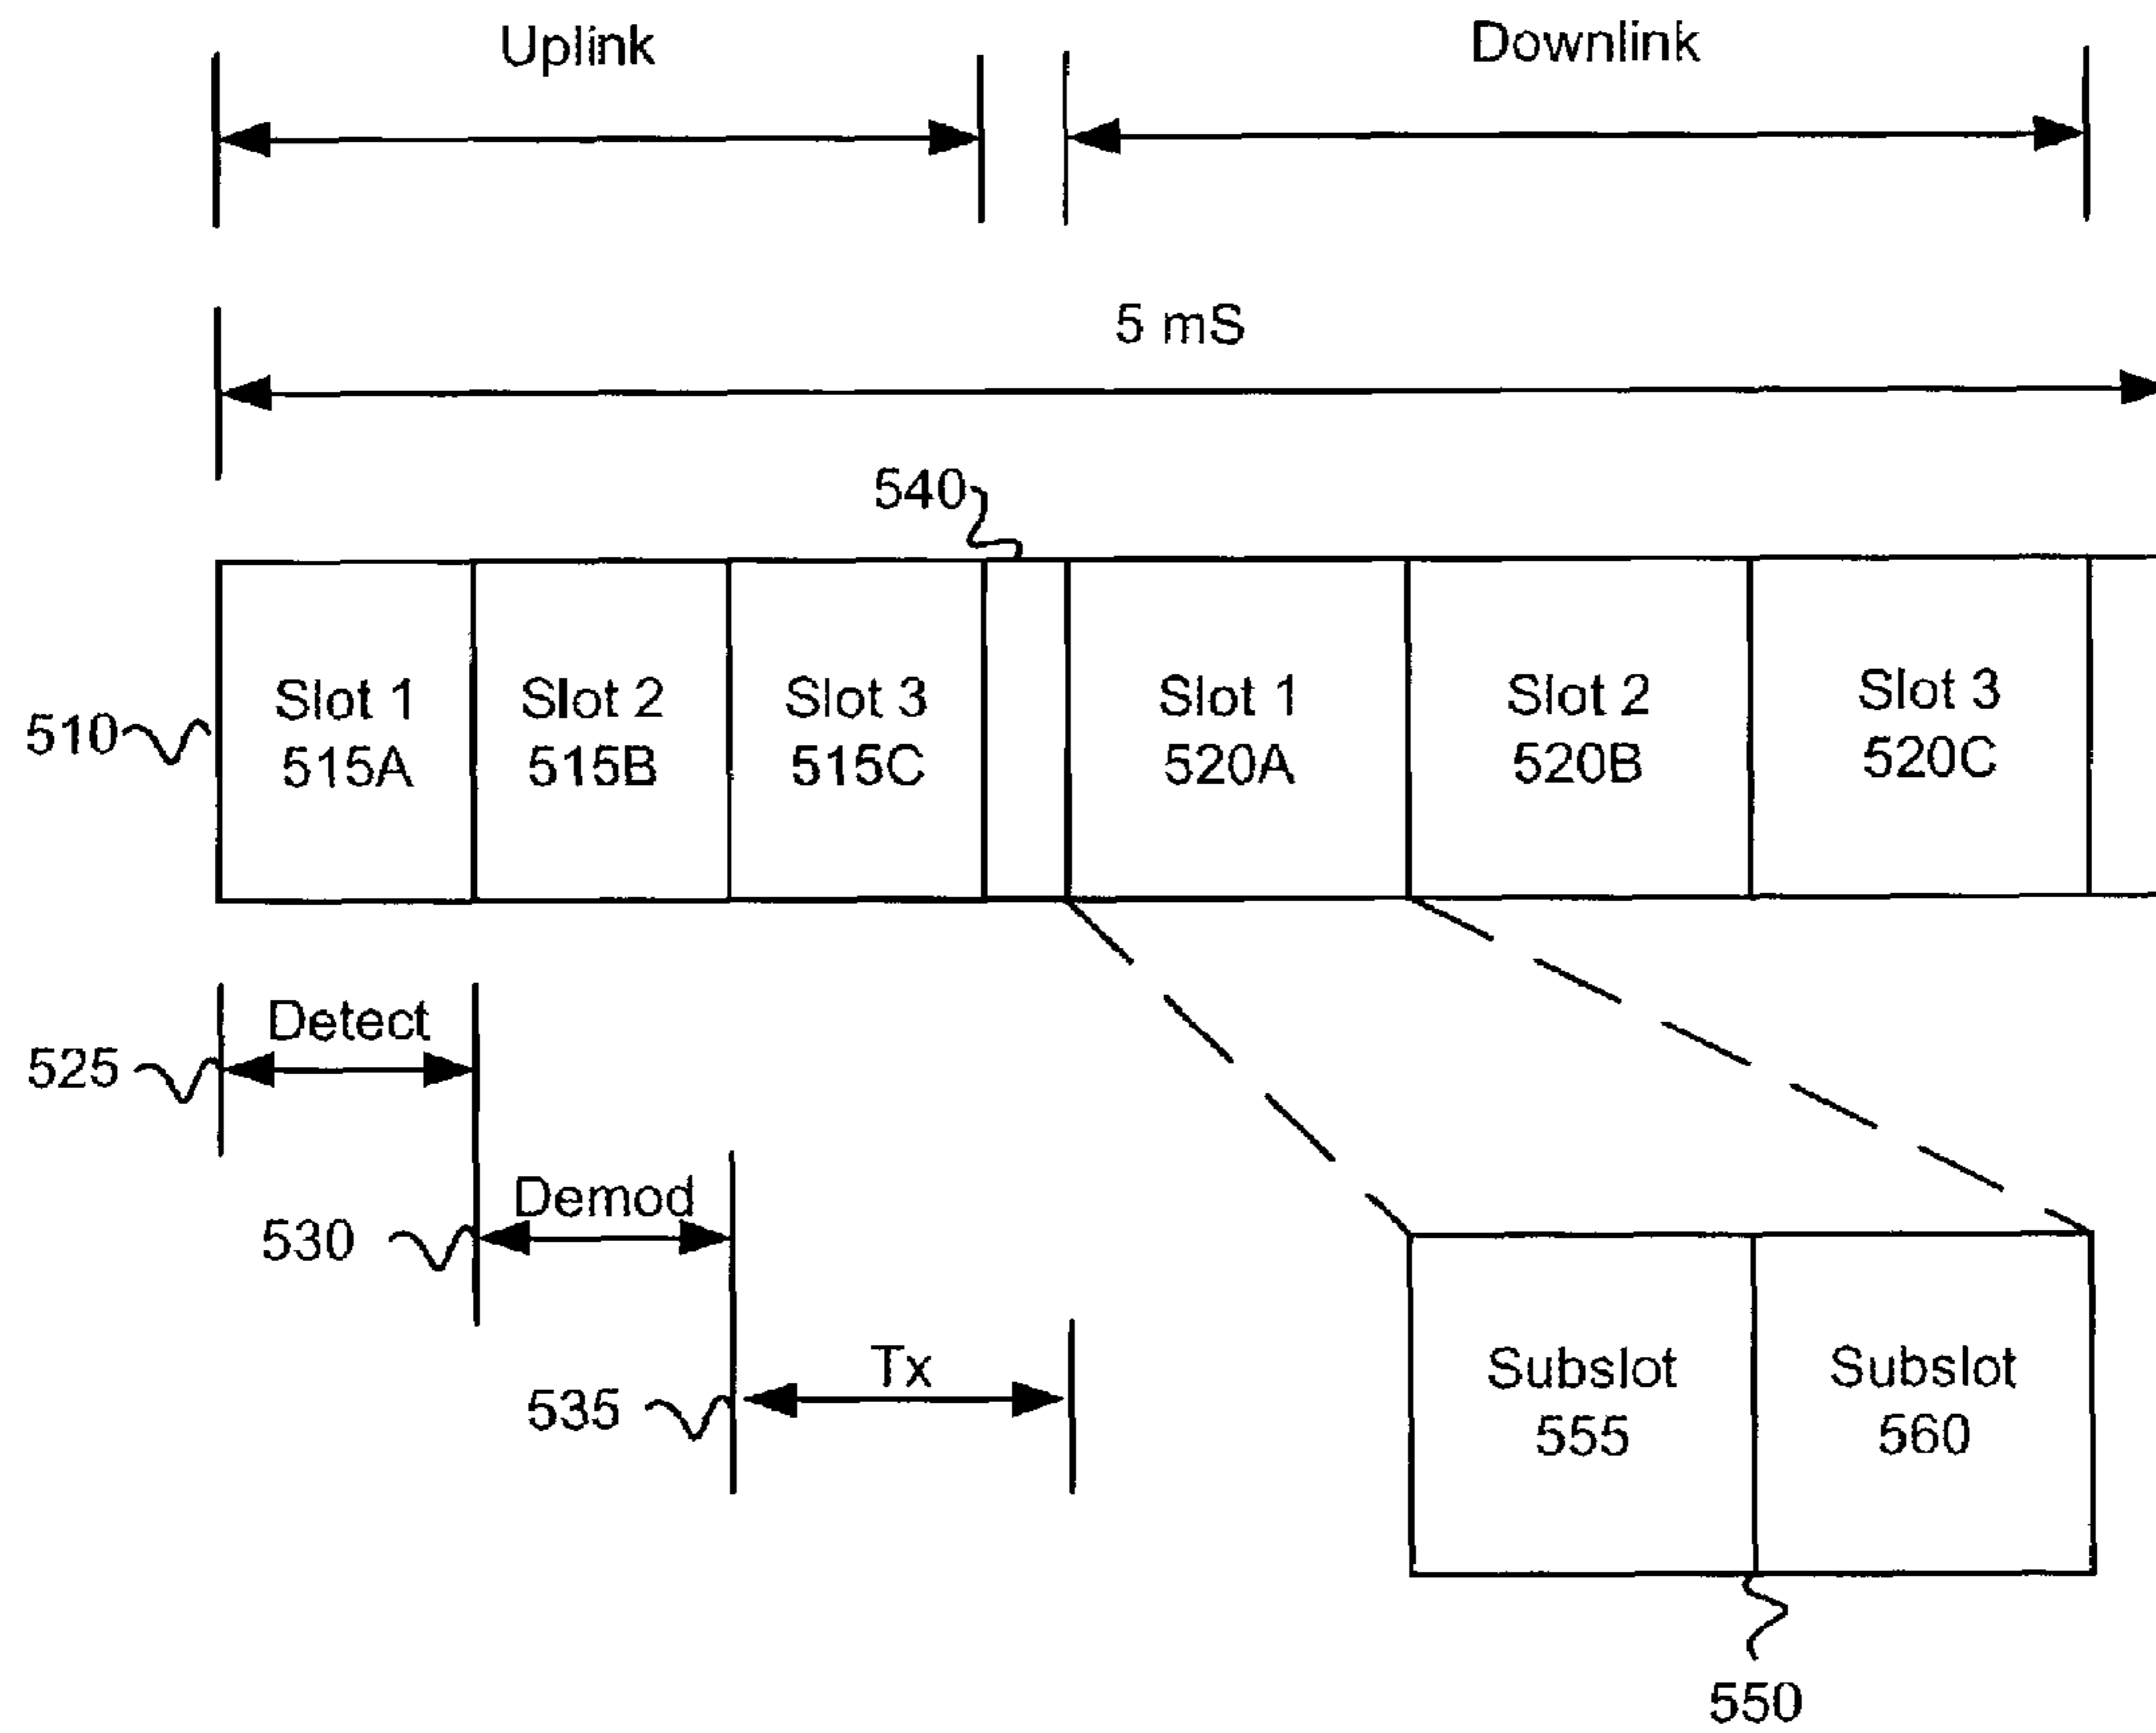 Uplink
Downlink
5 mS
540
510
Slot 1
515A
Slot 2
515B
Slot 3
515C
Slot 1
520A
Slot 2
520B
Slot 3
520C
525
Detect
530
Demod
535
Tx
Subslot
555
Subslot
560
550